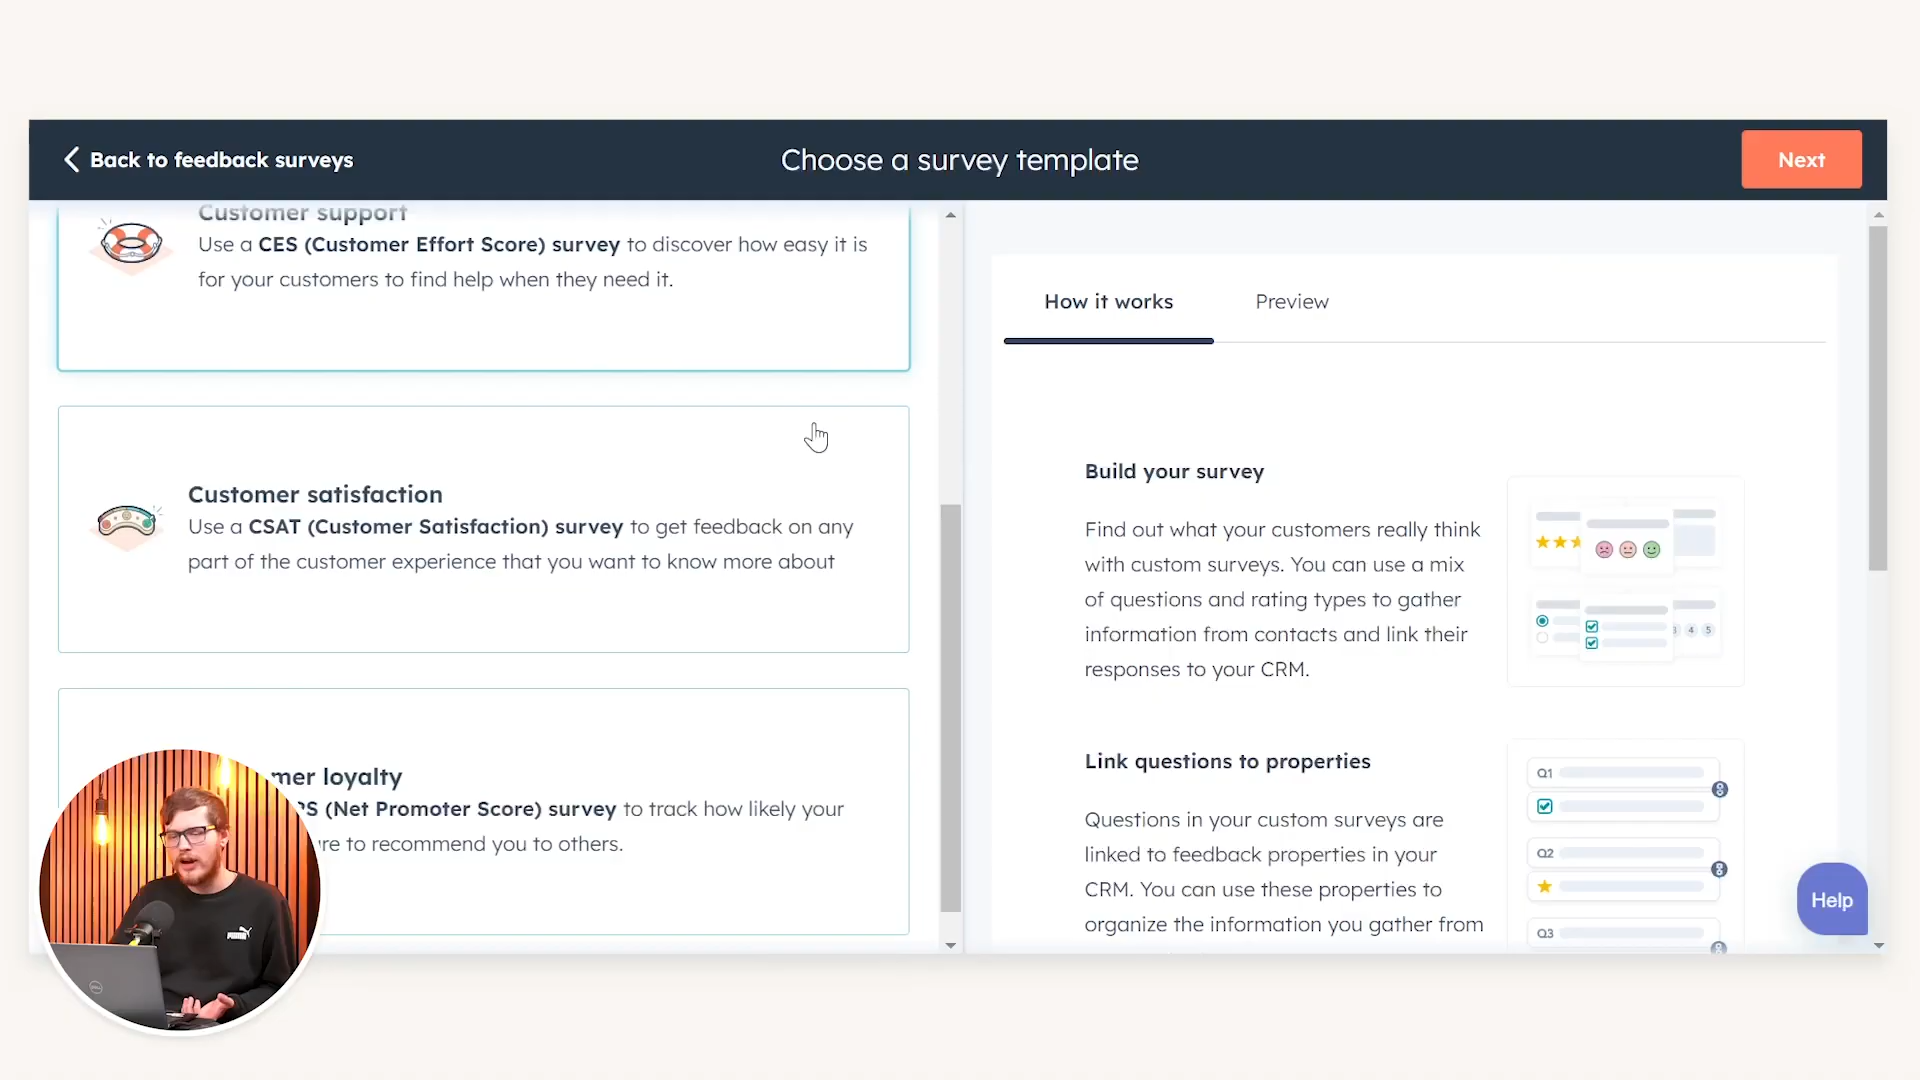 Back to feedback surveys
Choose a survey template
Next
Customer support
Use a CES (Customer Effort Score) survey to discover how easy it is
for your customers to find help when they need it.
Customer satisfaction
Use a CSAT (Customer Satisfaction) survey to get feedback on any
part of the customer experience that you want to know more about
mer loyalty
PS (Net Promoter Score) survey to track how likely your
re to recommend you to others.
How it works
Preview
Build your survey
Find out what your customers really think
with custom surveys. You can use a mix
of questions and rating types to gather
information from contacts and link their
responses to your CRM.
3 4 5
Link questions to properties
Questions in your custom surveys are
linked to feedback properties in your
CRM. You can use these properties to
organize the information you gather from
Q1
Q2
Q3
Help
PUMA
DELL